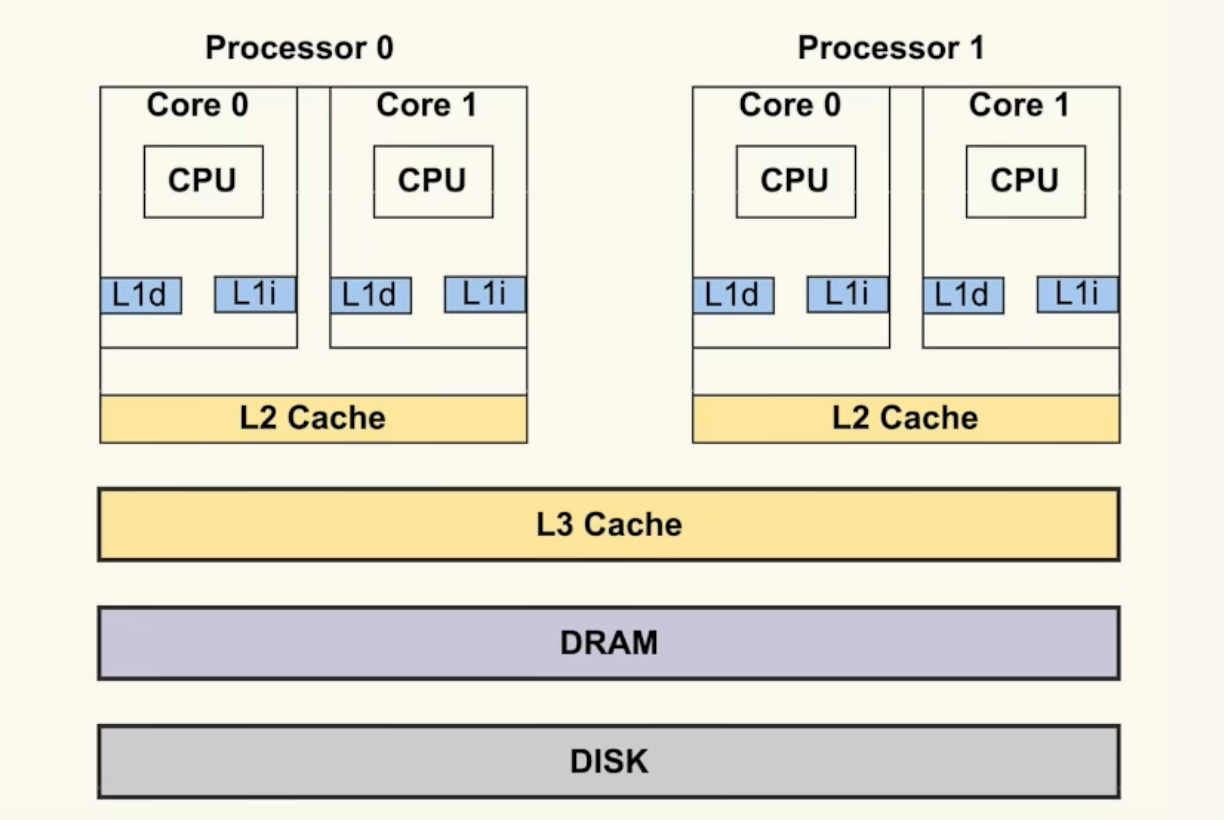 Processor 0
Processor 1
Core 0
Core 1
Core 0
Core 1
CPU
CPU
CPU
CPU
L1d
L1i
L1d
L1i
L1d
L1i
L1d
L1i
L2 Cache
L2 Cache
L3 Cache
DRAM
DISK